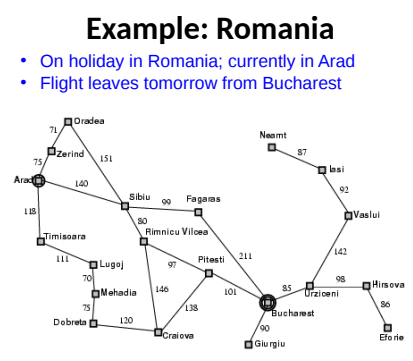 Example: Romania
• On holiday in Romania; currently in Arad
• Flight leaves tomorrow from Bucharest
Oradea
71
Neamt
Zerind
87
151
75
Iasi
Arad
140
92
Sibiu
99
Fagaras
118
Vaslui
80
Rimnicu Vilcea
Timisoara
142
111
211
Lugoj
97
Pitesti
70
98
Hirsova
85
Mehadia
146
101
Urziceni
75
138
86
Bucharest
Dobreta
120
90
Craiova
Eforie
Giurgiu